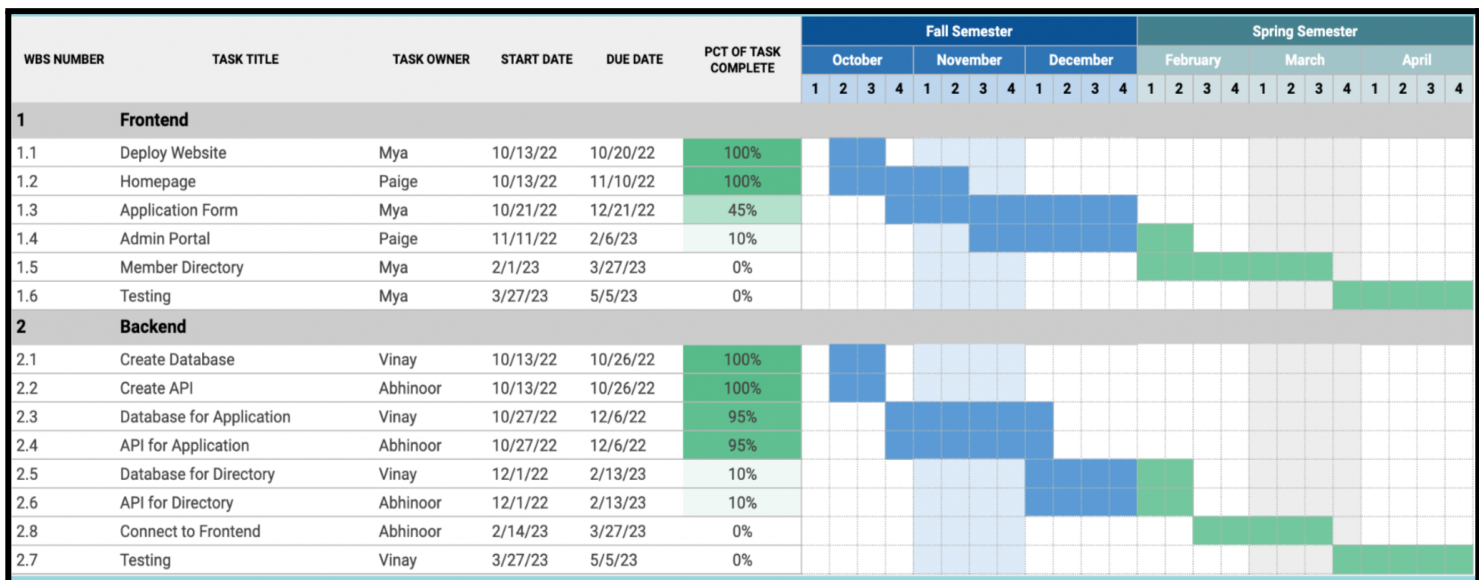 Fall Semester Spring Semester
WBS NUMBER TASK TITLE TASK OWNER START DATE DUE DATE PCT OF TASK COMPLETE October November December February March April
1 2 3 4 1 2 3 4 1 2 3 4 1 2 3 4 1 2 3 4 1 2 3 4
1 Frontend
1.1 Deploy Website Mya 10/13/22 10/20/22 100%
1.2 Homepage Paige 10/13/22 11/10/22 100%
1.3 Application Form Mya 10/21/22 12/21/22 45%
1.4 Admin Portal Paige 11/11/22 2/6/23 10%
1.5 Member Directory Mya 2/1/23 3/27/23 0%
1.6 Testing Mya 3/27/23 5/5/23 0%
2 Backend
2.1 Create Database Vinay 10/13/22 10/26/22 100%
2.2 Create API Abhinoor 10/13/22 10/26/22 100%
2.3 Database for Application Vinay 10/27/22 12/6/22 95%
2.4 API for Application Abhinoor 10/27/22 12/6/22 95%
2.5 Database for Directory Vinay 12/1/22 2/13/23 10%
2.6 API for Directory Abhinoor 12/1/22 2/13/23 10%
2.8 Connect to Frontend Abhinoor 2/14/23 3/27/23 0%
2.7 Testing Vinay 3/27/23 5/5/23 0%